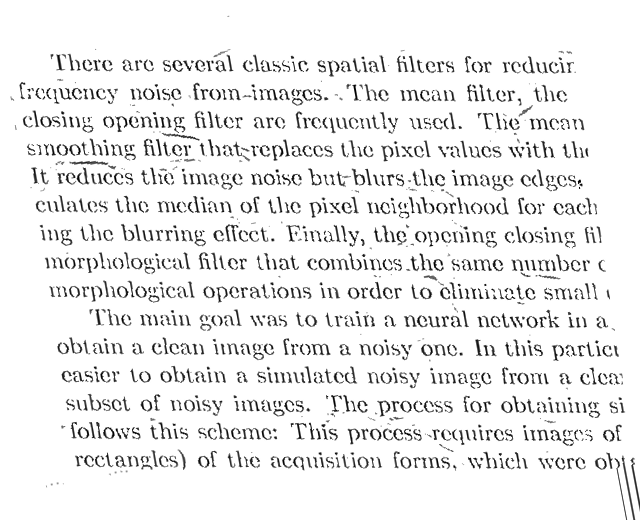 There are several classic spatial filters for reducin
frequency noise from images. The mean filter, the
closing opening filter are frequently used. The mean
smoothing filter that replaces the pixel values with the
It reduces the image noise but blurs the image edges.
culates the median of the pixel neighborhood for each
ing the blurring effect. Finally, the opening closing fil
morphological filter that combines the same number
morphological operations in order to eliminate small
The main goal was to train a neural network in a
obtain a clean image from a noisy one. In this partic
easier to obtain a simulated noisy image from a clea
subset of noisy images. The process for obtaining si
follows this scheme: This process requires images of
rectangles) of the acquisition forms, which were